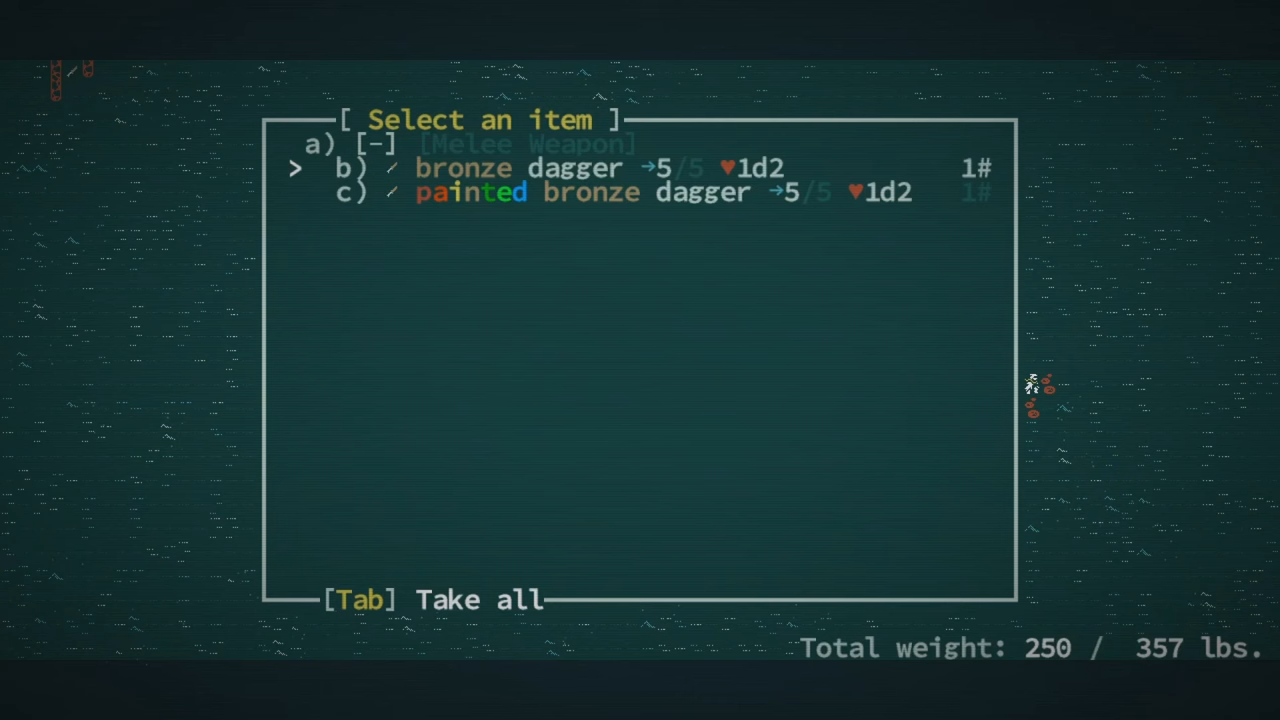 [ Select an item ]
a) [-] [Melee Weapon]
> b) bronze dagger →5/5 ♥1d2 1#
c) painted bronze dagger →5/5 ♥1d2 1#
[Tab] Take all
Total weight: 250 / 357 lbs.